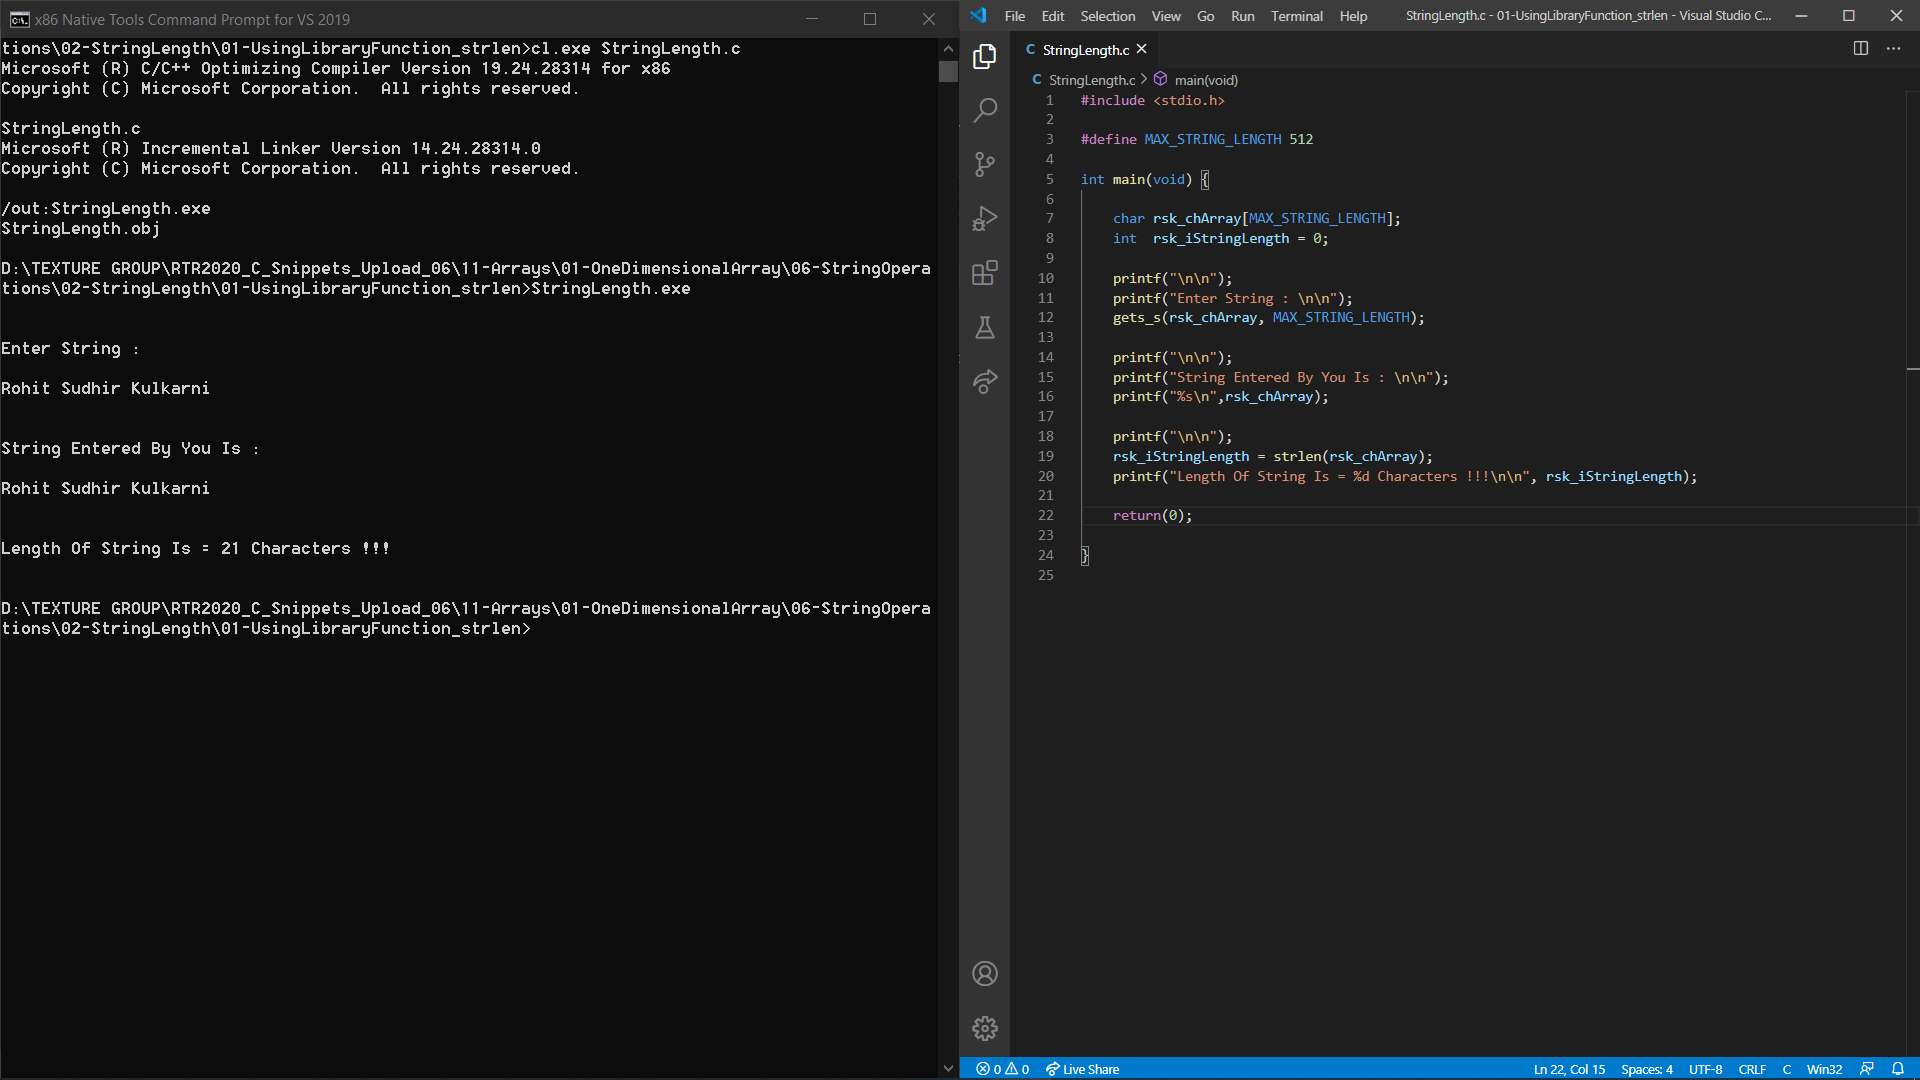 x86 Native Tools Command Prompt for VS 2019
tions\02-StringLength\01-UsingLibraryFunction_strlen>cl.exe StringLength.c
Microsoft (R) C/C++ Optimizing Compiler Version 19.24.28314 for x86
Copyright (C) Microsoft Corporation.  All rights reserved.
StringLength.c
Microsoft (R) Incremental Linker Version 14.24.28314.0
Copyright (C) Microsoft Corporation.  All rights reserved.
/out:StringLength.exe
StringLength.obj
D:\TEXTURE GROUP\RTR2020_C_Snippets_Upload_06\11-Arrays\01-OneDimensionalArray\06-StringOpera
tions\02-StringLength\01-UsingLibraryFunction_strlen>StringLength.exe
Enter String :
Rohit Sudhir Kulkarni
String Entered By You Is :
Rohit Sudhir Kulkarni
Length Of String Is = 21 Characters !!!
D:\TEXTURE GROUP\RTR2020_C_Snippets_Upload_06\11-Arrays\01-OneDimensionalArray\06-StringOpera
tions\02-StringLength\01-UsingLibraryFunction_strlen>
File Edit Selection View Go Run Terminal Help StringLength.c - 01-UsingLibraryFunction_strlen - Visual Studio C...
C StringLength.c
C StringLength.c > main(void)
1 #include <stdio.h>
2
3 #define MAX_STRING_LENGTH 512
4
5 int main(void) {
6
7     char rsk_chArray[MAX_STRING_LENGTH];
8     int  rsk_iStringLength = 0;
9
10     printf("\n\n");
11     printf("Enter String : \n\n");
12     gets_s(rsk_chArray, MAX_STRING_LENGTH);
13
14     printf("\n\n");
15     printf("String Entered By You Is : \n\n");
16     printf("%s\n",rsk_chArray);
17
18     printf("\n\n");
19     rsk_iStringLength = strlen(rsk_chArray);
20     printf("Length Of String Is = %d Characters !!!\n\n", rsk_iStringLength);
21
22     return(0);
23
24 }
25
0 0 Live Share Ln 22, Col 15 Spaces: 4 UTF-8 CRLF C Win32